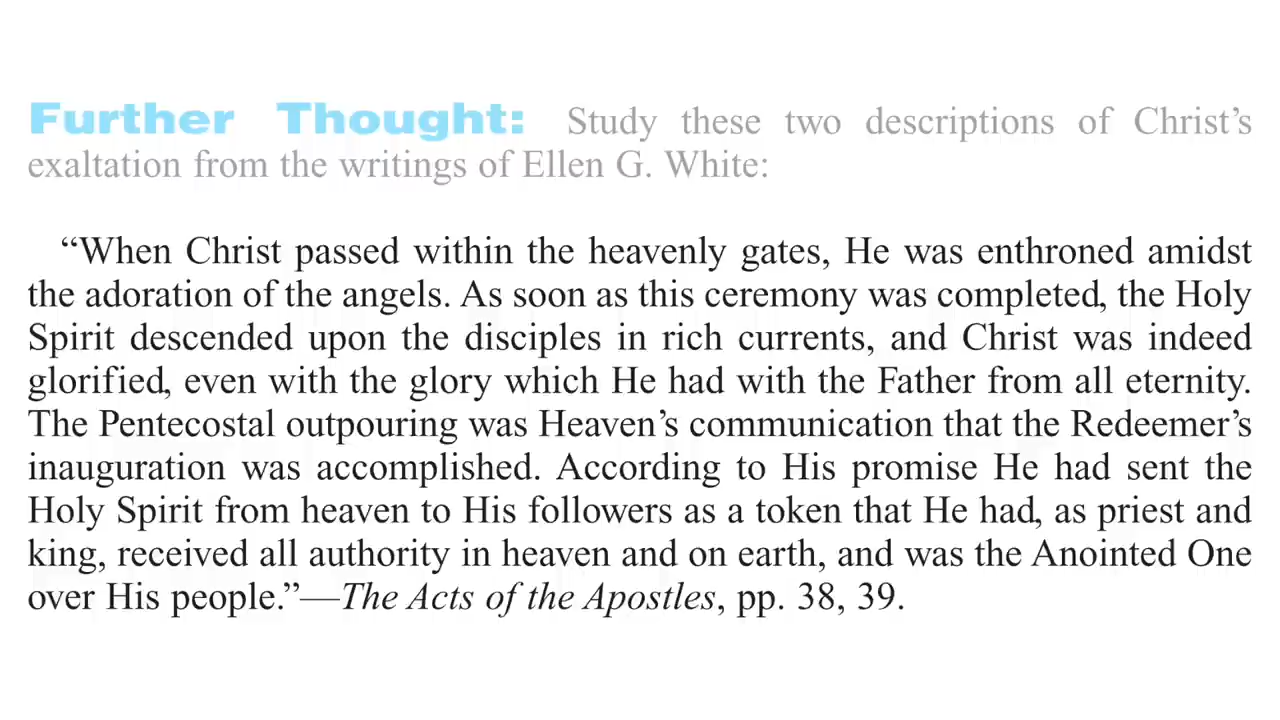 Further Thought: Study these two descriptions of Christ’s
exaltation from the writings of Ellen G. White:
“When Christ passed within the heavenly gates, He was enthroned amidst
the adoration of the angels. As soon as this ceremony was completed, the Holy
Spirit descended upon the disciples in rich currents, and Christ was indeed
glorified, even with the glory which He had with the Father from all eternity.
The Pentecostal outpouring was Heaven’s communication that the Redeemer’s
inauguration was accomplished. According to His promise He had sent the
Holy Spirit from heaven to His followers as a token that He had, as priest and
king, received all authority in heaven and on earth, and was the Anointed One
over His people.”—The Acts of the Apostles, pp. 38, 39.